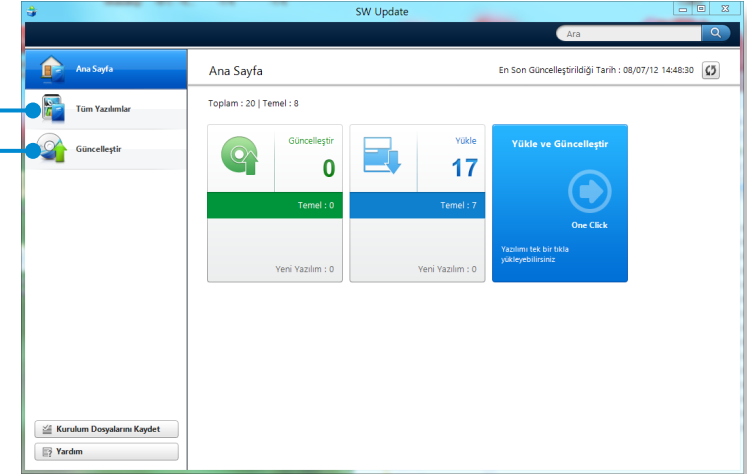 SW Update
Ara
Ana Sayfa
Tüm Yazılımlar
Güncelleştir
Kurulum Dosyalarını Kaydet
Yardım
Ana Sayfa
En Son Güncelleştirildiği Tarih : 08/07/12 14:48:30
Toplam : 20 | Temel : 8
Güncelleştir
0
Temel : 0
Yeni Yazılım : 0
Yükle
17
Temel : 7
Yeni Yazılım : 0
Yükle ve Güncelleştir
One Click
Yazılımı tek bir tıkla
yükleyebilirsiniz